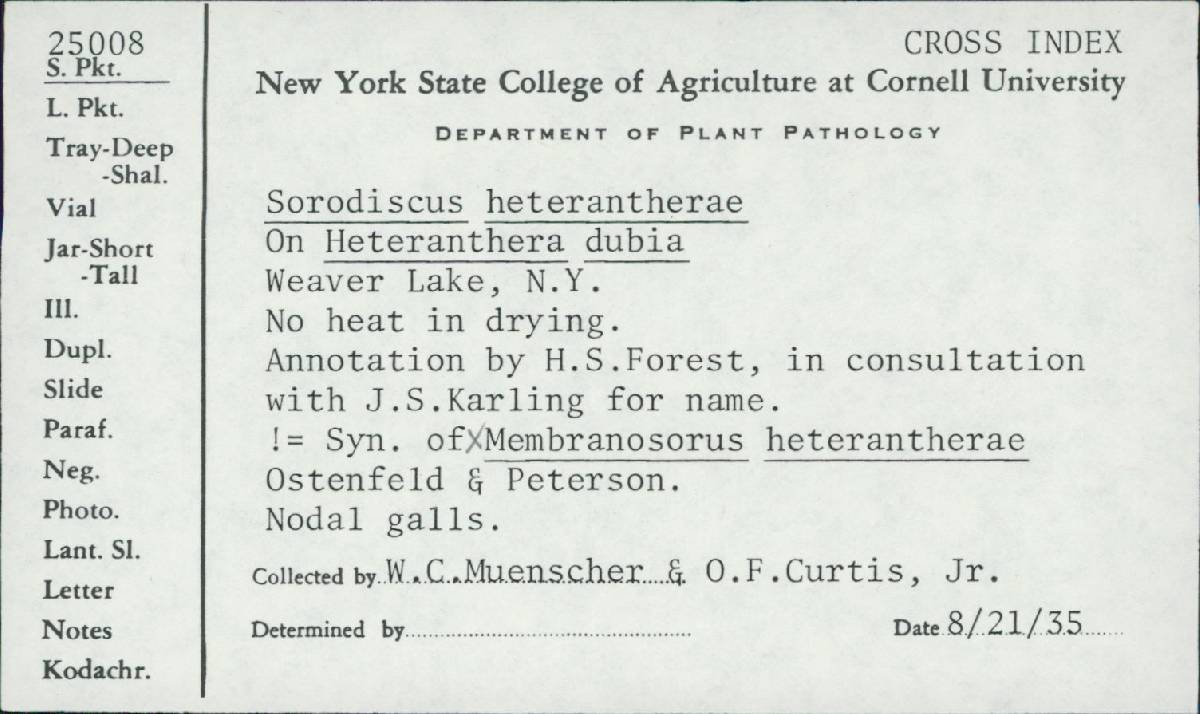 25008
S. Pkt.
L. Pkt.
Tray-Deep
-Shal.
Vial
Jar-Short
-Tall
Ill.
Dupl.
Slide
Paraf.
Neg.
Photo.
Lant. Sl.
Letter
Notes
Kodachr.
CROSS INDEX
New York State College of Agriculture at Cornell University
DEPARTMENT OF PLANT PATHOLOGY
Sorodiscus heterantherae
On Heteranthera dubia
Weaver Lake, N.Y.
No heat in drying.
Annotation by H.S.Forest, in consultation
with J.S.Karling for name.
!= Syn. of X Membranosorus heterantherae
Ostenfeld & Peterson.
Nodal galls.
Collected by W.C.Muenscher & O.F.Curtis, Jr.
Determined by
Date 8/21/35